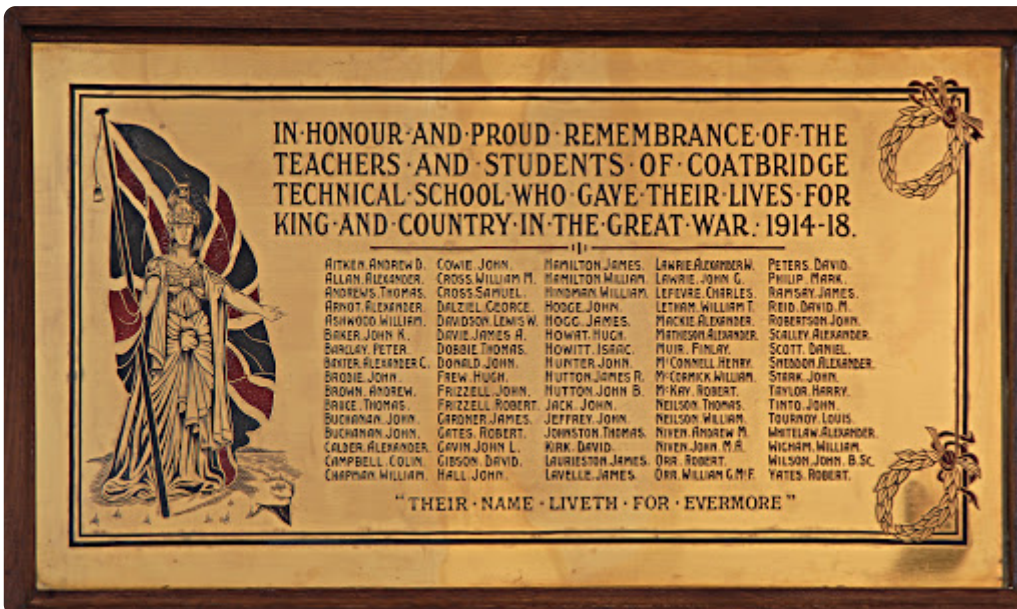 IN·HONOUR·AND·PROUD·REMEMBRANCE·OF·THE
TEACHERS·AND·STUDENTS·OF·COATBRIDGE
TECHNICAL·SCHOOL·WHO·GAVE·THEIR·LIVES·FOR
KING·AND·COUNTRY·IN·THE·GREAT·WAR. 1914-18.
AITKEN. ANDREW D.
ALLAN. ALEXANDER.
ANDREWS. THOMAS.
ARNOT. ALEXANDER.
ASHWOOD. WILLIAM.
BAKER. JOHN K.
BARCLAY. PETER
BAXTER. ALEXANDER C.
BRODIE. JOHN.
BROWN. ANDREW.
BRUCE. THOMAS.
BUCHANAN. JOHN.
BUCHANAN. JOHN.
CALDER. ALEXANDER.
CAMPBELL. COLIN.
CHAPMAN. WILLIAM.
COWIE. JOHN.
CROSS. WILLIAM M.
CROSS. SAMUEL.
DALZIEL. GEORGE.
DAVIDSON. LEWIS W.
DAVIE. JAMES A.
DOBBIE. THOMAS.
DONALD. JOHN.
FREW. HUGH.
FRIZZELL. JOHN.
FRIZZELL. ROBERT.
GARDNER. JAMES.
GATES. ROBERT.
GAVIN. JOHN L.
GIBSON. DAVID.
HALL. JOHN.
HAMILTON. JAMES.
HAMILTON. WILLIAM.
HINDMAN. WILLIAM.
HODGE. JOHN.
HOGG. JAMES.
HOWAT. HUGH.
HOWITT. ISAAC.
HUNTER. JOHN.
HUTTON. JAMES R.
HUTTON. JOHN B.
JACK. JOHN.
JEFFREY. JOHN.
JOHNSTON. THOMAS.
KIRK. DAVID.
LAURIESTON. JAMES.
LAVELLE. JAMES.
LAWRIE. ALEXANDER W.
LAWRIE. JOHN G.
LEFEVRE. CHARLES.
LETHAM. WILLIAM T.
MACKIE. ALEXANDER.
MATHESON. ALEXANDER.
MUIR. FINLAY.
McCONNELL. HENRY.
McCORMICK. WILLIAM.
McKAY. ROBERT.
NEILSON. THOMAS.
NEILSON. WILLIAM.
NIVEN. ANDREW M.
NIVEN. JOHN. M.A.
ORR. ROBERT.
ORR. WILLIAM G.McF.
PETERS. DAVID.
PHILIP. MARK.
RAMSAY. JAMES.
REID. DAVID. M.
ROBERTSON. JOHN.
SCALLEY. ALEXANDER.
SCOTT. DANIEL.
SHEDDON. ALEXANDER.
STARK. JOHN.
TAYLOR. HARRY.
TINTO. JOHN.
TOURNOY. LOUIS.
WHITELAW. ALEXANDER.
WICHAM. WILLIAM.
WILSON. JOHN. B.Sc.
YATES. ROBERT.
"THEIR·NAME·LIVETH·FOR·EVERMORE"